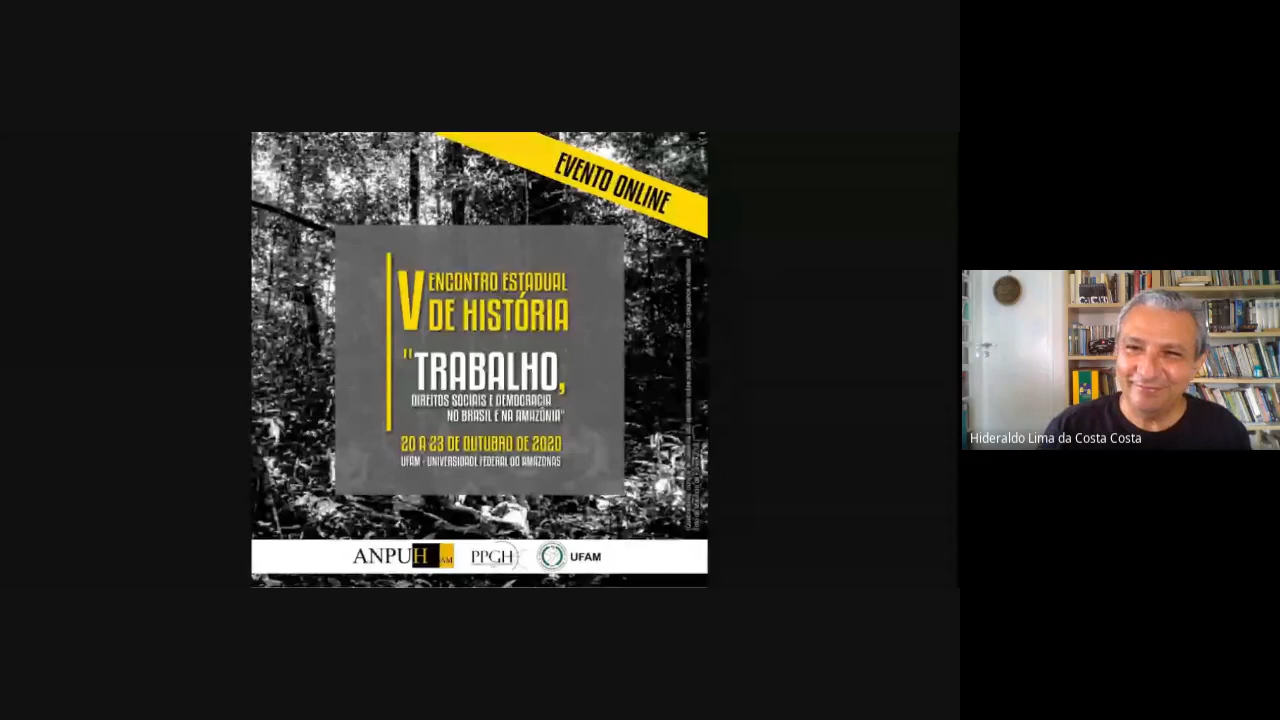 EVENTO ONLINE
V ENCONTRO ESTADUAL
DE HISTÓRIA
"TRABALHO,
DIREITOS SOCIAIS E DEMOCRACIA
NO BRASIL E NA AMAZÔNIA"
20 A 23 DE OUTUBRO DE 2020
UFAM - UNIVERSIDADE FEDERAL DO AMAZONAS
ANPUH AM
PPGH
UFAM
Hideraldo Lima da Costa Costa